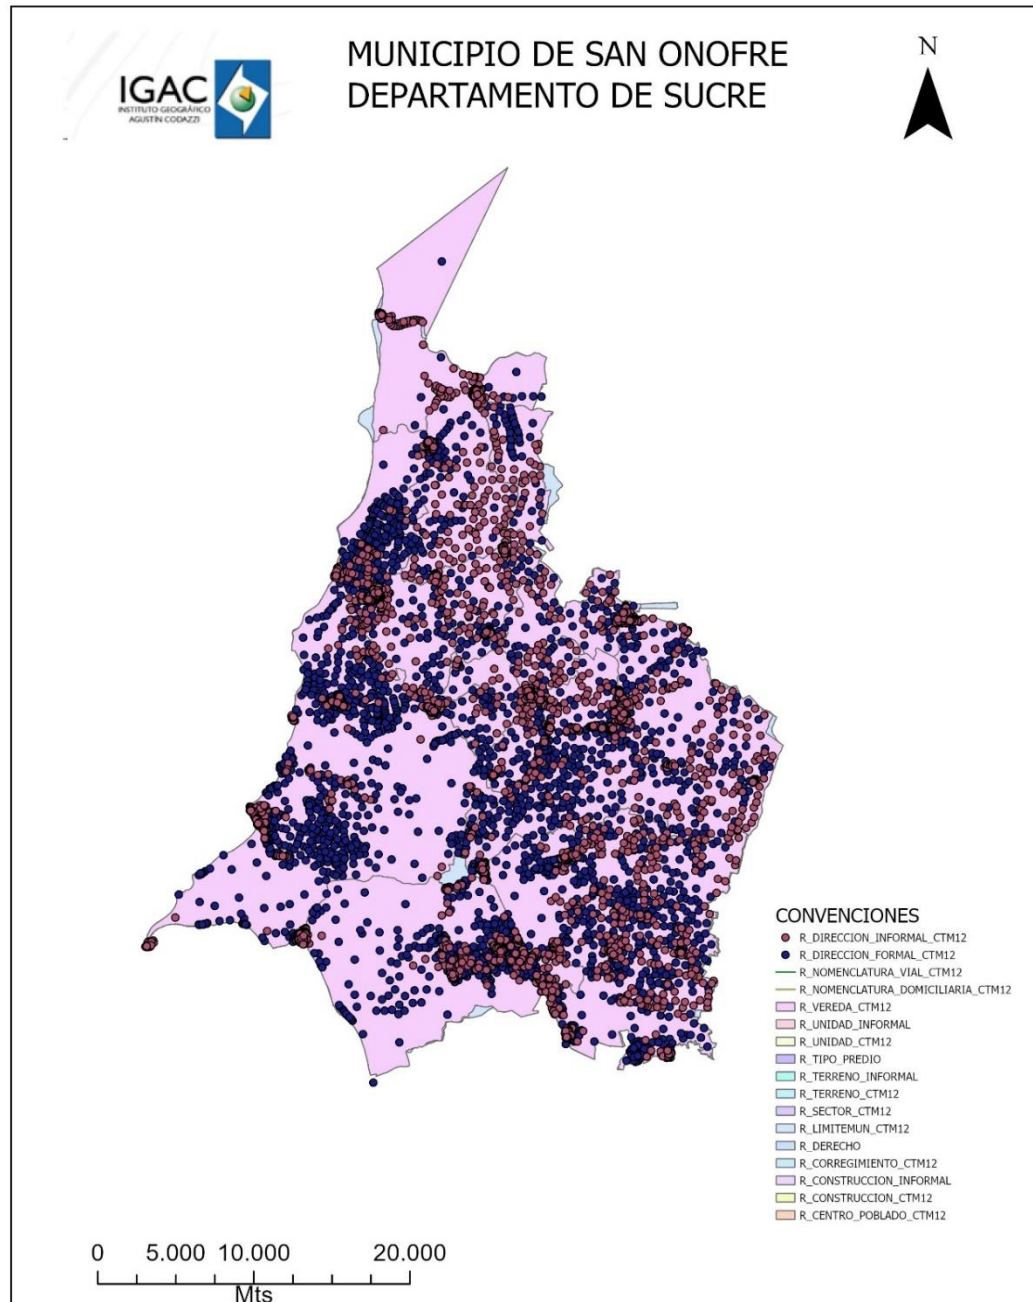 IGAC
INSTITUTO GEOGRÁFICO
AGUSTÍN CODAZZI
MUNICIPIO DE SAN ONOFRE
DEPARTAMENTO DE SUCRE
N
CONVENCIONES
R_DIRECCION_INFORMAL_CTM12
R_DIRECCION_FORMAL_CTM12
R_NOMENCLATURA_VIAL_CTM12
R_NOMENCLATURA_DOMICILIARIA_CTM12
R_VEREDA_CTM12
R_UNIDAD_INFORMAL
R_UNIDAD_CTM12
R_TIPO_PREDIO
R_TERRENO_INFORMAL
R_TERRENO_CTM12
R_SECTOR_CTM12
R_LIMITEMUN_CTM12
R_DERECHO
R_CORREGIMIENTO_CTM12
R_CONSTRUCCION_INFORMAL
R_CONSTRUCCION_CTM12
R_CENTRO_POBLADO_CTM12
0 5.000 10.000 20.000
Mts